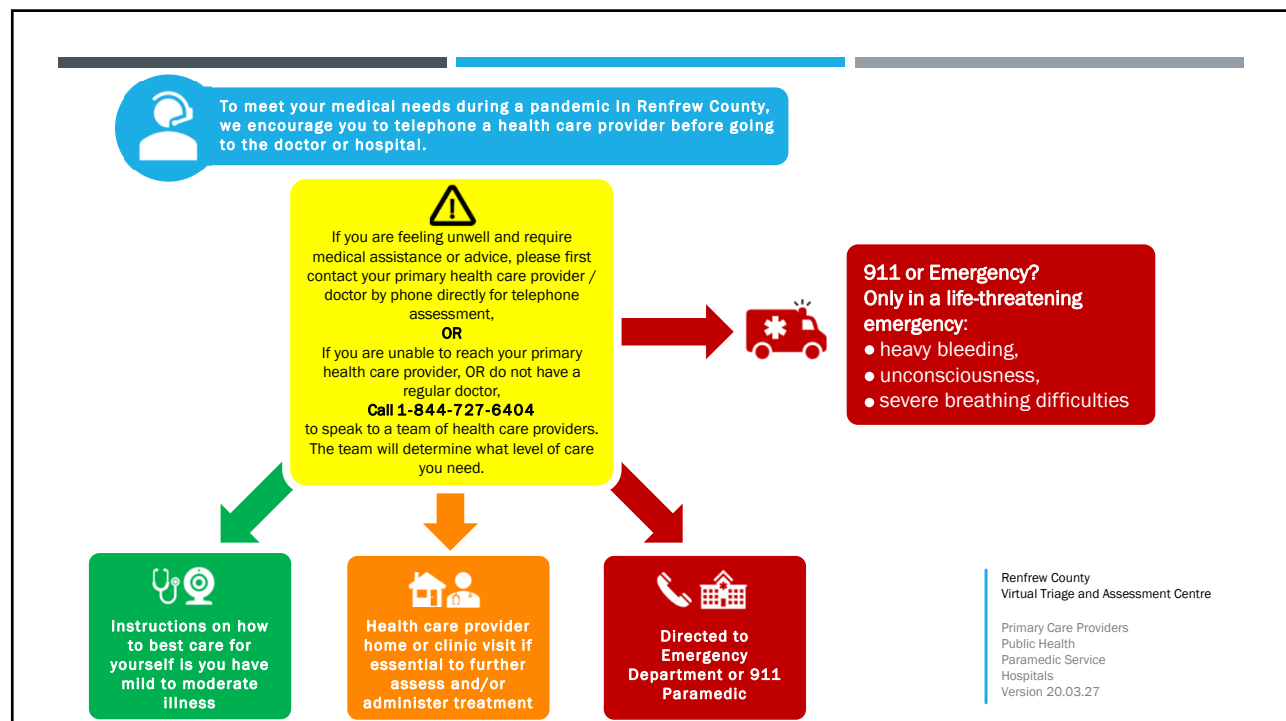 To meet your medical needs during a pandemic In Renfrew County,
we encourage you to telephone a health care provider before going
to the doctor or hospital.
If you are feeling unwell and require
medical assistance or advice, please first
contact your primary health care provider /
doctor by phone directly for telephone
assessment,
OR
If you are unable to reach your primary
health care provider, OR do not have a
regular doctor,
Call 1-844-727-6404
to speak to a team of health care providers.
The team will determine what level of care
you need.
911 or Emergency?
Only in a life-threatening
emergency:
● heavy bleeding,
● unconsciousness,
● severe breathing difficulties
Instructions on how
to best care for
yourself is you have
mild to moderate
illness
Health care provider
home or clinic visit if
essential to further
assess and/or
administer treatment
Directed to
Emergency
Department or 911
Paramedic
Renfrew County
Virtual Triage and Assessment Centre
Primary Care Providers
Public Health
Paramedic Service
Hospitals
Version 20.03.27